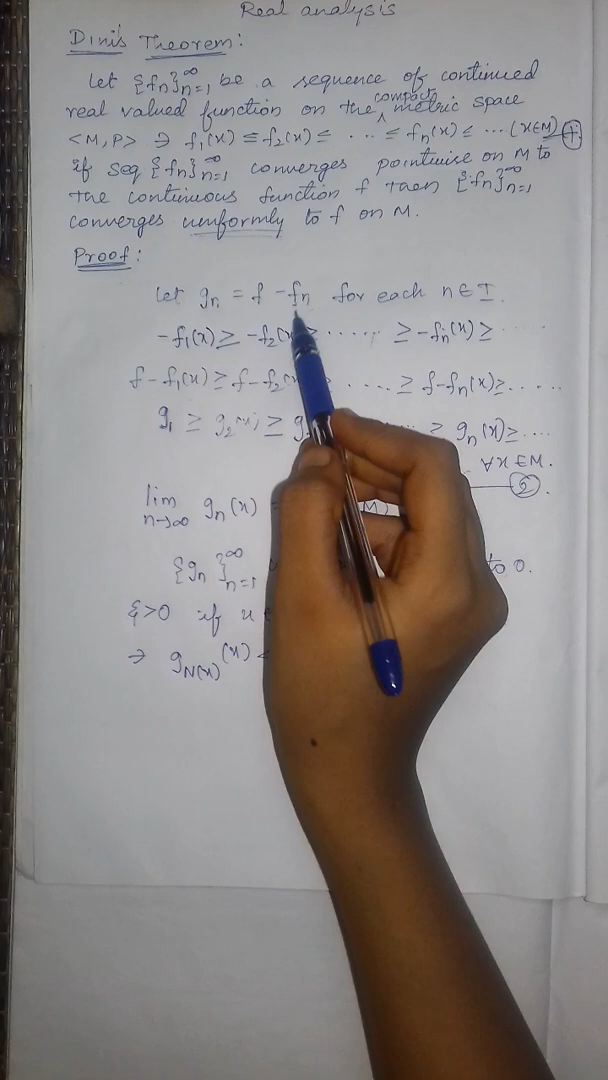 Real analysis
Dini's Theorem:
Let {fn}∞n=1 be a sequence of continued
real valued function on the compact metric space
<M,P> ∋ f1(x) ≤ f2(x) ≤ ... ≤ fn(x) ≤ ... (x∈M) ①
if seq {fn}∞n=1 converges pointwise on M to
the continuous function f then {fn}∞n=1
converges uniformly to f on M.
Proof:
Let gn = f - fn for each n ∈ I.
-f1(x) ≥ -f2(x) ≥ ...... ≥ -fn(x) ≥ ......
f-f1(x) ≥ f-f2(x) ≥ ..... ≥ f-fn(x) ≥ .....
g1 ≥ g2(x) ≥ g ... ≥ gn(x) ≥ ....
∀ x ∈ M.
lim n→∞ gn(x) M) ②.
{gn}∞n=1 to 0.
ξ>0 if x
∋ gN(x)(x) <